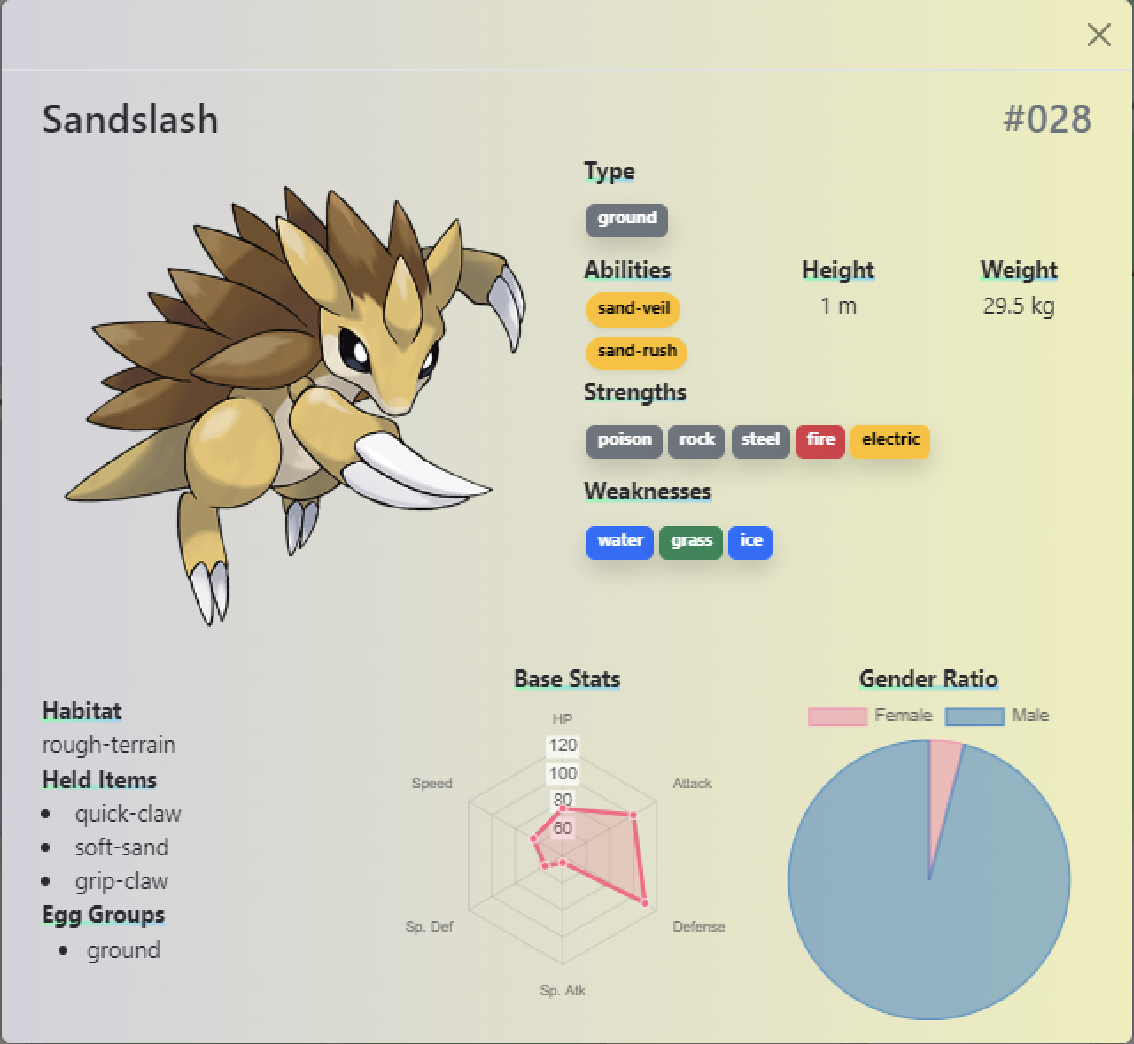 Sandslash #028
Type
ground
Abilities Height Weight
sand-veil 1 m 29.5 kg
sand-rush
Strengths
poison rock steel fire electric
Weaknesses
water grass ice
Habitat
rough-terrain
Held Items
• quick-claw
• soft-sand
• grip-claw
Egg Groups
• ground
Base Stats
HP
120
100
80
60
Speed
Attack
Sp. Def
Defense
Sp. Atk
Gender Ratio
Female Male